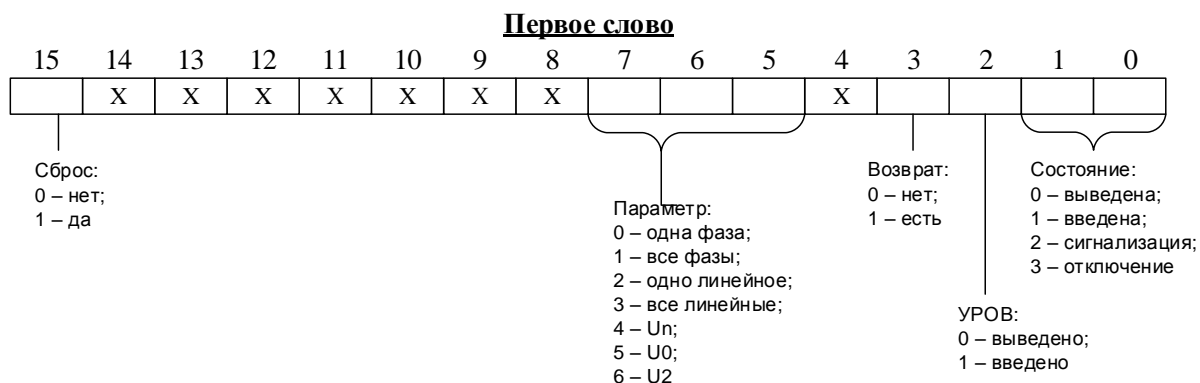 Первое слово
15 14 13 12 11 10 9 8 7 6 5 4 3 2 1 0
X X X X X X X X
Сброс:
0 – нет;
1 – да
Параметр:
0 – одна фаза;
1 – все фазы;
2 – одно линейное;
3 – все линейные;
4 – Un;
5 – U0;
6 – U2
Возврат:
0 – нет;
1 – есть
УРОВ:
0 – выведено;
1 – введено
Состояние:
0 – выведена;
1 – введена;
2 – сигнализация;
3 – отключение